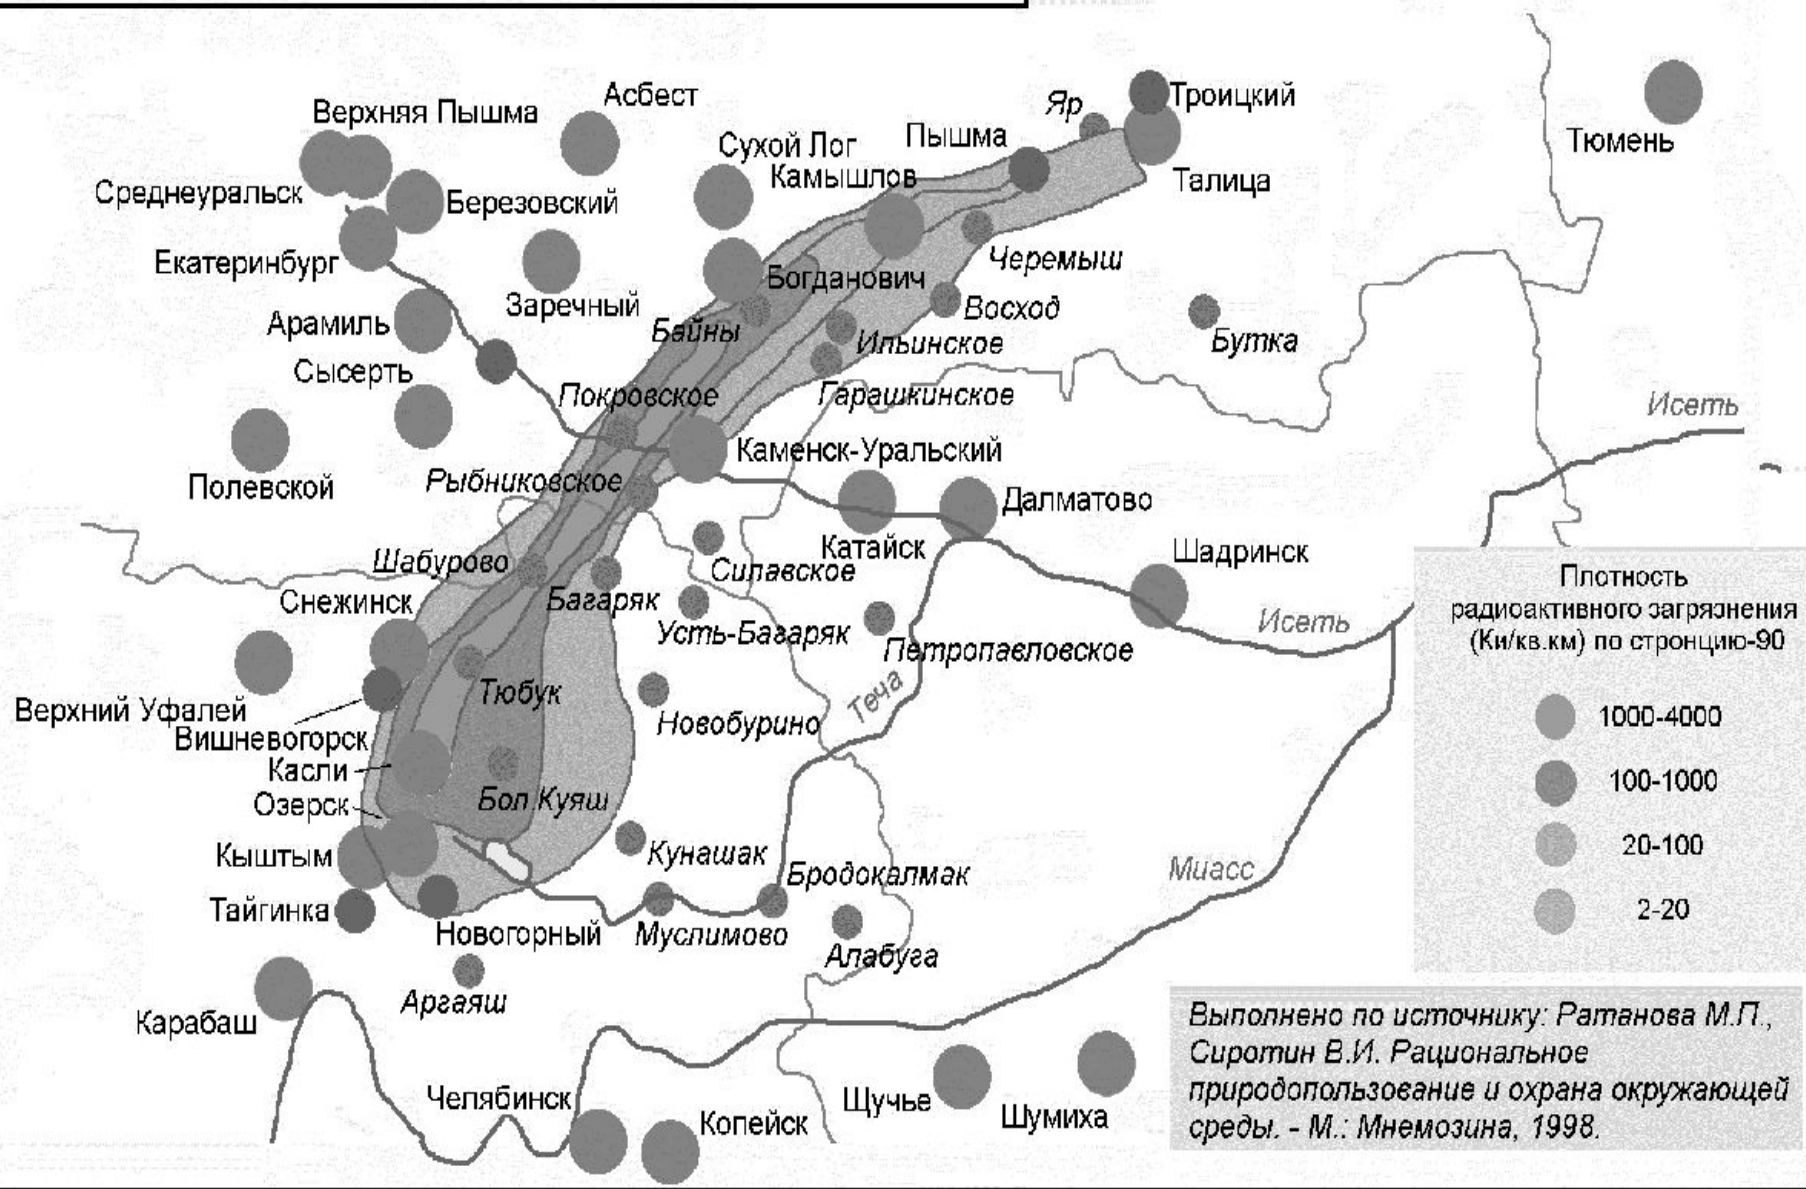 Асбест
Верхняя Пышма
Яр
Троицкий
Пышма
Тюмень
Сухой Лог
Камышлов
Талица
Среднеуральск
Березовский
Екатеринбург
Черемыш
Богданович
Заречный
Восход
Арамиль
Байны
Ильинское
Бутка
Сысерть
Покровское
Гарашкинское
Исеть
Каменск-Уральский
Полевской
Рыбниковское
Далматово
Катайск
Шадринск
Шабурово
Силавское
Снежинск
Багаряк
Усть-Багаряк
Исеть
Петропавловское
Теча
Тюбук
Верхний Уфалей
Новобурино
Вишневогорск
Касли
Озерск
Бол.Куяш
Кыштым
Кунашак
Бродокалмак
Миасс
Тайгинка
Новогорный
Муслимово
Алабуга
Аргаяш
Карабаш
Челябинск
Копейск
Щучье
Шумиха
Плотность
радиоактивного загрязнения
(Ки/кв.км) по стронцию-90
1000-4000
100-1000
20-100
2-20
Выполнено по источнику: Ратанова М.П.,
Сиротин В.И. Рациональное
природопользование и охрана окружающей
среды. - М.: Мнемозина, 1998.